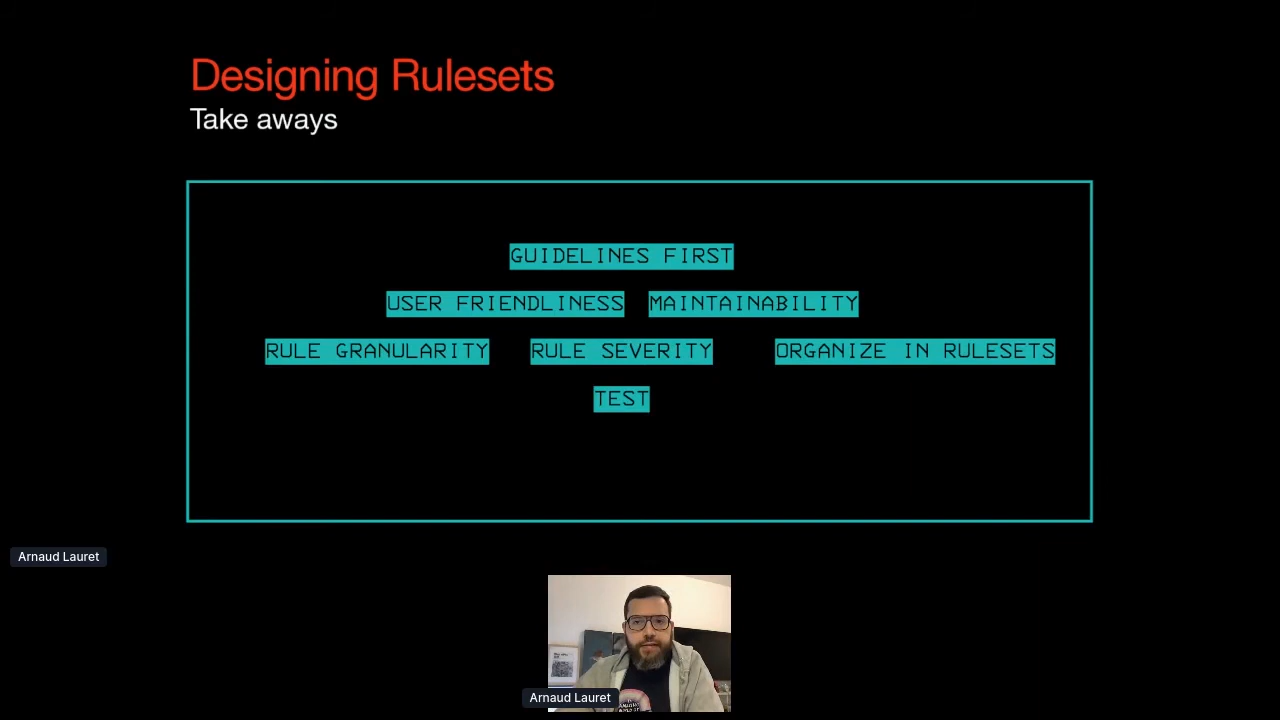 Designing Rulesets
Take aways
GUIDELINES FIRST
USER FRIENDLINESS MAINTAINABILITY
RULE GRANULARITY RULE SEVERITY ORGANIZE IN RULESETS
TEST
Arnaud Lauret
Arnaud Lauret